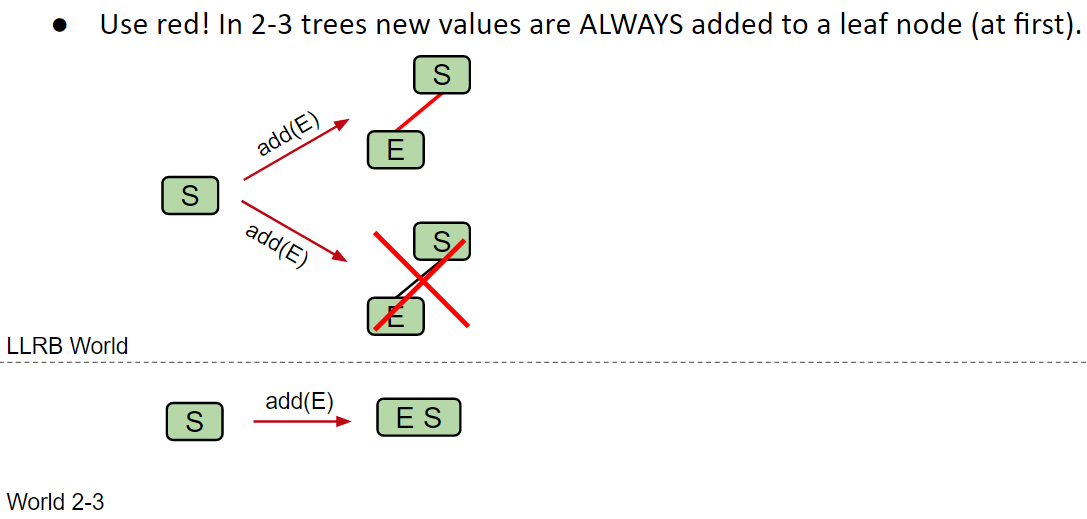 ● Use red! In 2-3 trees new values are ALWAYS added to a leaf node (at first).
S
add(E)
E
S
add(E)
S
E
LLRB World
S
add(E)
E S
World 2-3